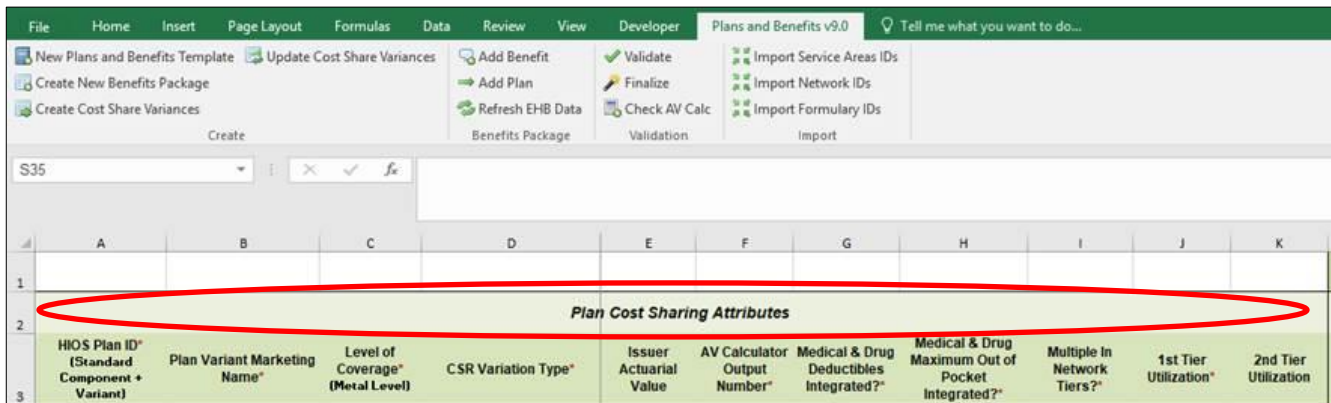 File Home Insert Page Layout Formulas Data Review View Developer Plans and Benefits v9.0 Tell me what you want to do...
New Plans and Benefits Template Update Cost Share Variances Add Benefit Validate Import Service Areas IDs
Create New Benefits Package Add Plan Finalize Import Network IDs
Create Cost Share Variances Refresh EHB Data Check AV Calc Import Formulary IDs
Create Benefits Package Validation Import
S35 fx
A B C D E F G H I J K
1
2 Plan Cost Sharing Attributes
3
HIOS Plan ID*
(Standard
Component +
Variant)
Plan Variant Marketing
Name*
Level of
Coverage*
(Metal Level)
CSR Variation Type*
Issuer
Actuarial
Value
AV Calculator
Output
Number*
Medical & Drug
Deductibles
Integrated?*
Medical & Drug
Maximum Out of
Pocket
Integrated?*
Multiple In
Network
Tiers?*
1st Tier
Utilization*
2nd Tier
Utilization